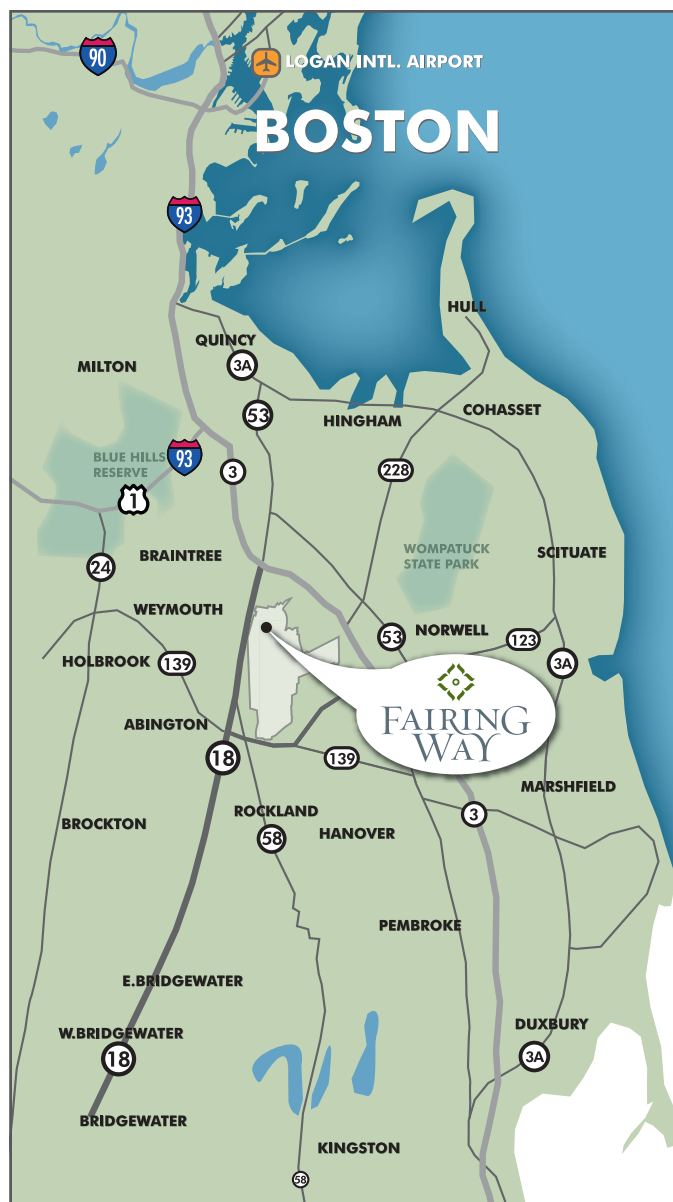 90
LOGAN INTL. AIRPORT
BOSTON
93
HULL
QUINCY
3A
MILTON
COHASSET
53
HINGHAM
BLUE HILLS
RESERVE
93
3
228
1
WOMPATUCK
STATE PARK
SCITUATE
BRAINTREE
24
WEYMOUTH
53
NORWELL
123
HOLBROOK
139
3A
FAIRING
WAY
ABINGTON
18
139
MARSHFIELD
ROCKLAND
3
BROCKTON
58
HANOVER
PEMBROKE
E.BRIDGEWATER
W.BRIDGEWATER
DUXBURY
18
3A
BRIDGEWATER
KINGSTON
58